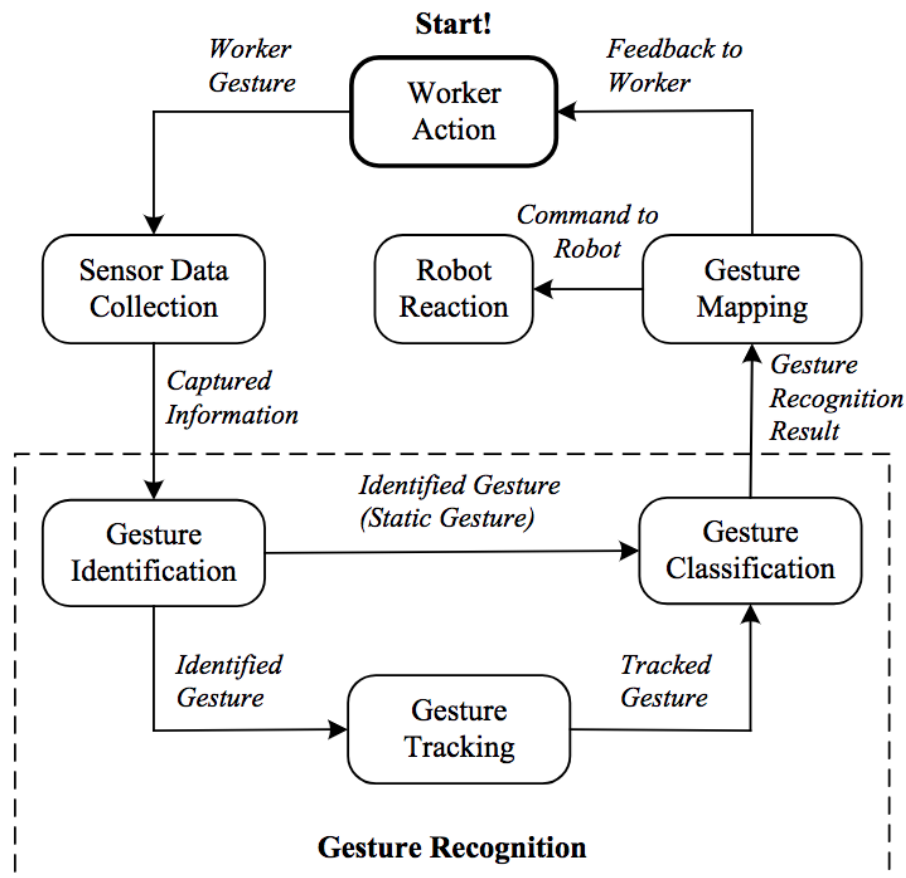 Start!
Worker
Gesture
Feedback to
Worker
Worker
Action
Command to
Robot
Sensor Data
Collection
Robot
Reaction
Gesture
Mapping
Captured
Information
Gesture
Recognition
Result
Identified Gesture
(Static Gesture)
Gesture
Identification
Gesture
Classification
Identified
Gesture
Tracked
Gesture
Gesture
Tracking
Gesture Recognition